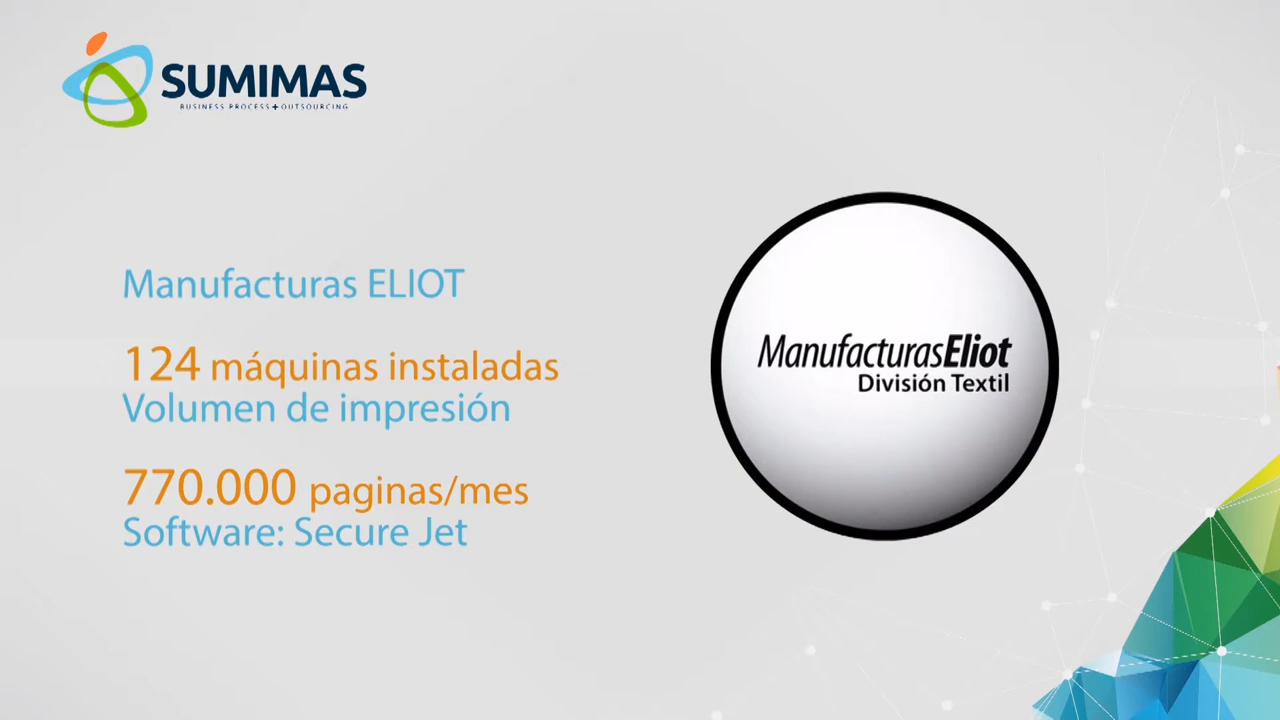 SUMIMAS
BUSINESS PROCESS + OUTSOURCING
Manufacturas ELIOT
124 máquinas instaladas
Volumen de impresión
770.000 paginas/mes
Software: Secure Jet
ManufacturasEliot
División Textil